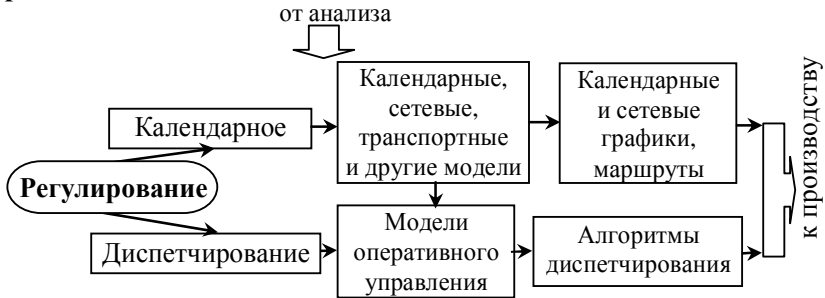 от анализа
Календарные,
сетевые,
транспортные
и другие модели
Календарные
и сетевые
графики,
маршруты
Календарное
Регулирование
Диспетчирование
Модели
оперативного
управления
Алгоритмы
диспетчирования
к производству